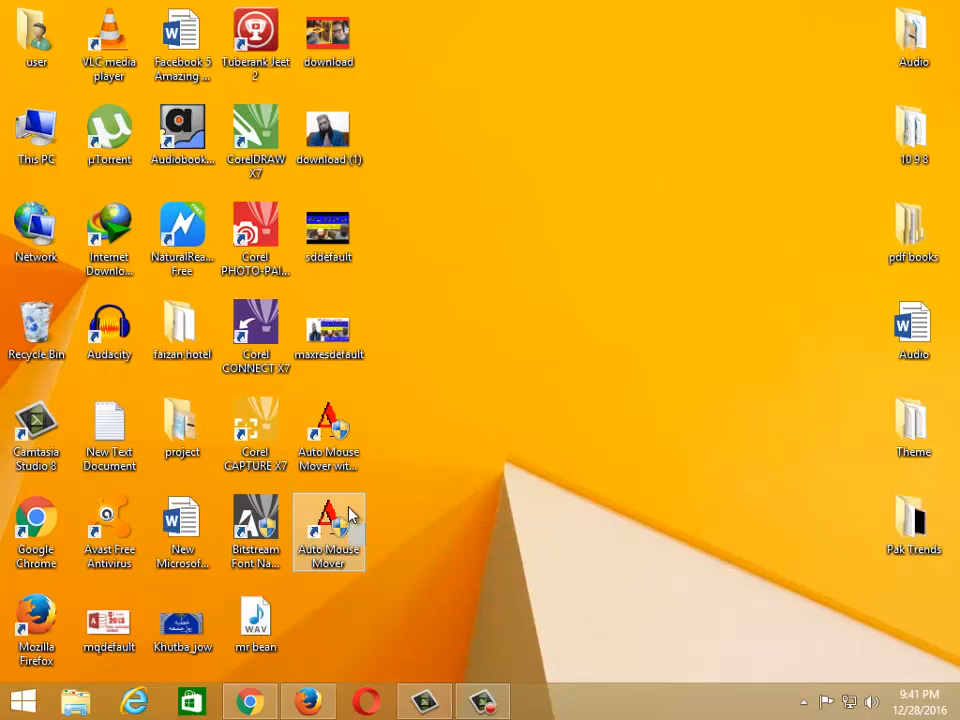 user
VLC media
player
Facebook 5
Amazing ...
Tuberank Jeet
2
download
Audio
This PC
µTorrent
Audiobook...
CorelDRAW
X7
download (1)
10 9 8
Network
Internet
Downlo...
NaturalRea...
Free
Corel
PHOTO-PAI...
sddefault
pdf books
Recycle Bin
Audacity
faizan hotel
Corel
CONNECT X7
maxresdefault
Audio
Camtasia
Studio 8
New Text
Document
project
Corel
CAPTURE X7
Auto Mouse
Mover wit...
Theme
Google
Chrome
Avast Free
Antivirus
New
Microsof...
Bitstream
Font Na...
Auto Mouse
Mover
Pak Trends
Mozilla
Firefox
mqdefault
Khutba_jow
WAV
mr bean
9:41 PM
12/28/2016